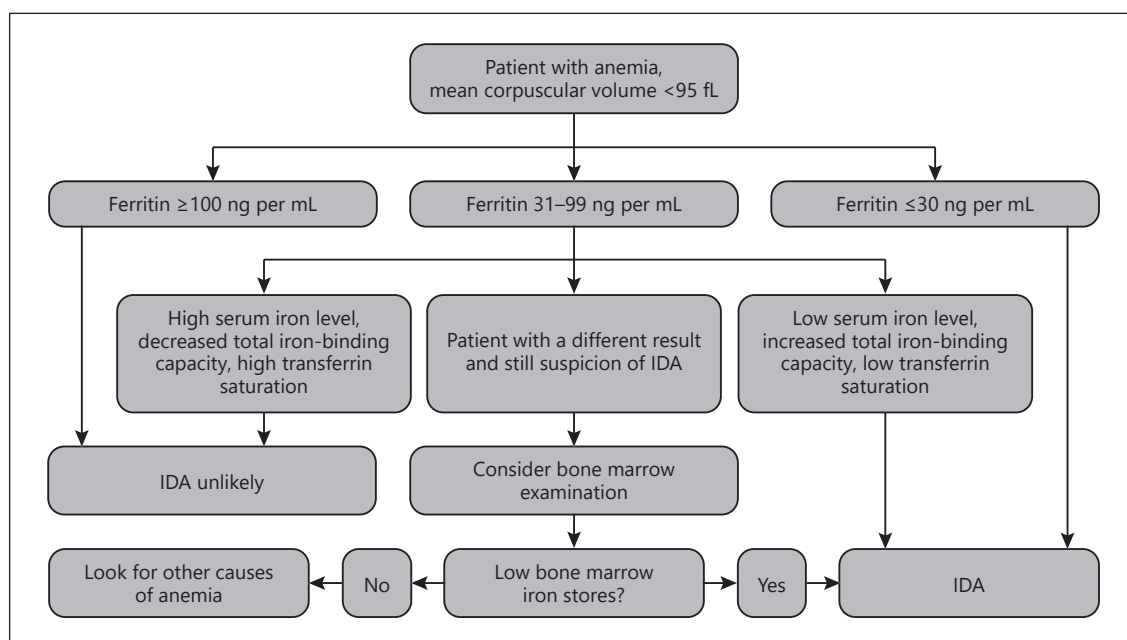 Patient with anemia,
mean corpuscular volume <95 fL
Ferritin ≥100 ng per mL
Ferritin 31–99 ng per mL
Ferritin ≤30 ng per mL
High serum iron level,
decreased total iron-binding
capacity, high transferrin
saturation
Patient with a different result
and still suspicion of IDA
Low serum iron level,
increased total iron-binding
capacity, low transferrin
saturation
IDA unlikely
Consider bone marrow
examination
Look for other causes
of anemia
No
Low bone marrow
iron stores?
Yes
IDA